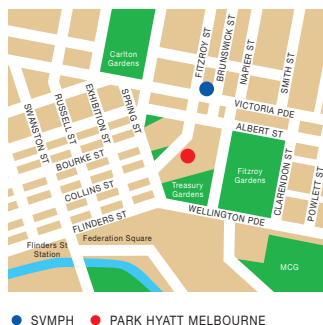 FITZROY ST
BRUNSWICK ST
NAPIER ST
SMITH ST
Carlton
Gardens
SWANSTON ST
RUSSELL ST
EXHIBITION ST
SPRING ST
VICTORIA PDE
ALBERT ST
BOURKE ST
COLLINS ST
FLINDERS ST
Treasury
Gardens
Fitzroy
Gardens
CLARENDON ST
POWLETT ST
WELLINGTON PDE
Flinders St
Station
Federation Square
MCG
SVMPH
PARK HYATT MELBOURNE